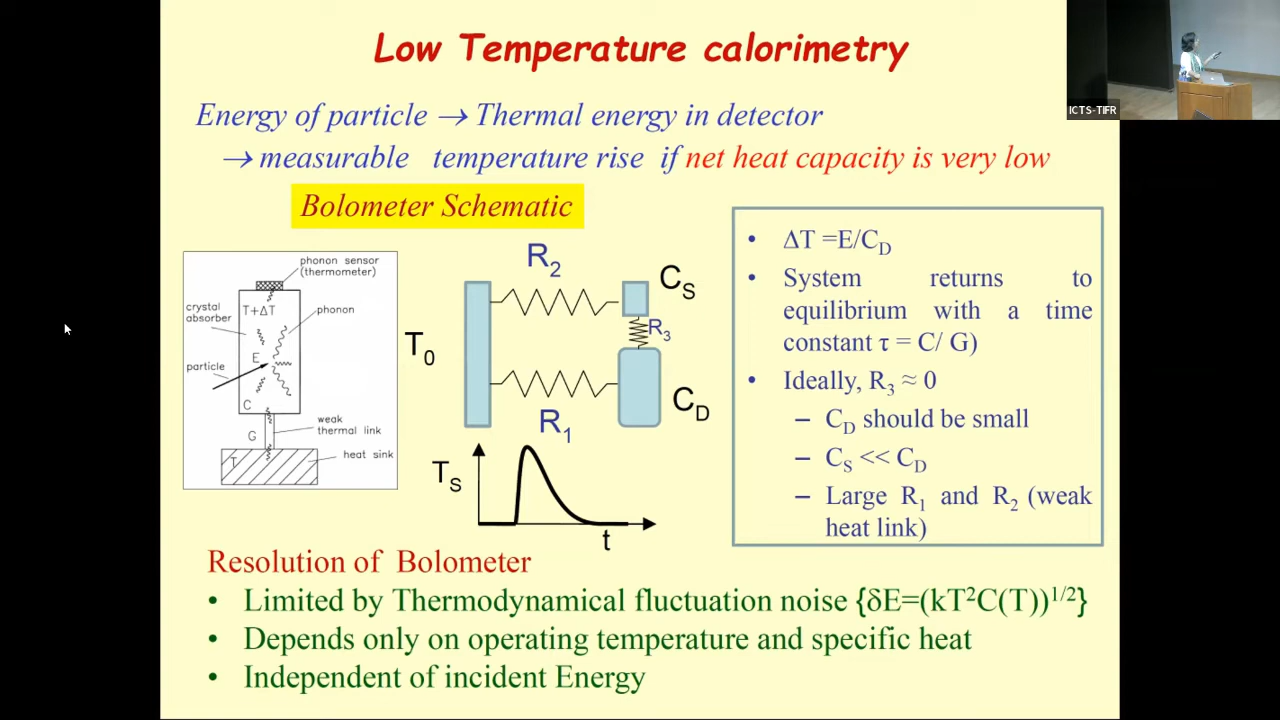 Low Temperature calorimetry
ICTS-TIFR
Energy of particle → Thermal energy in detector
→ measurable temperature rise if net heat capacity is very low
Bolometer Schematic
phonon sensor
(thermometer)
crystal
absorber
T+ΔT
phonon
E
particle
C
weak
thermal link
G
heat sink
T
R2
CS
R3
T0
CD
R1
TS
t
• ΔT =E/CD
• System returns to
equilibrium with a time
constant τ = C/ G)
• Ideally, R3 ≈ 0
– CD should be small
– CS << CD
– Large R1 and R2 (weak
heat link)
Resolution of Bolometer
• Limited by Thermodynamical fluctuation noise {δE=(kT²C(T))^1/2}
• Depends only on operating temperature and specific heat
• Independent of incident Energy